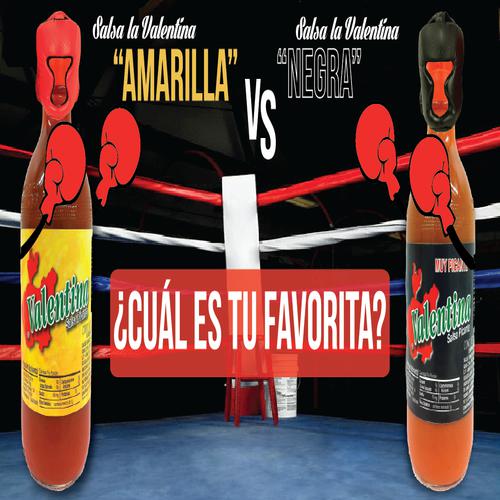 Salsa la Valentina
"AMARILLA"
VS
Salsa la Valentina
"NEGRA"
¿CUÁL ES TU FAVORITA?
Valentina
Salsa Picante
MUY PICANTE
Valentina
Salsa Picante